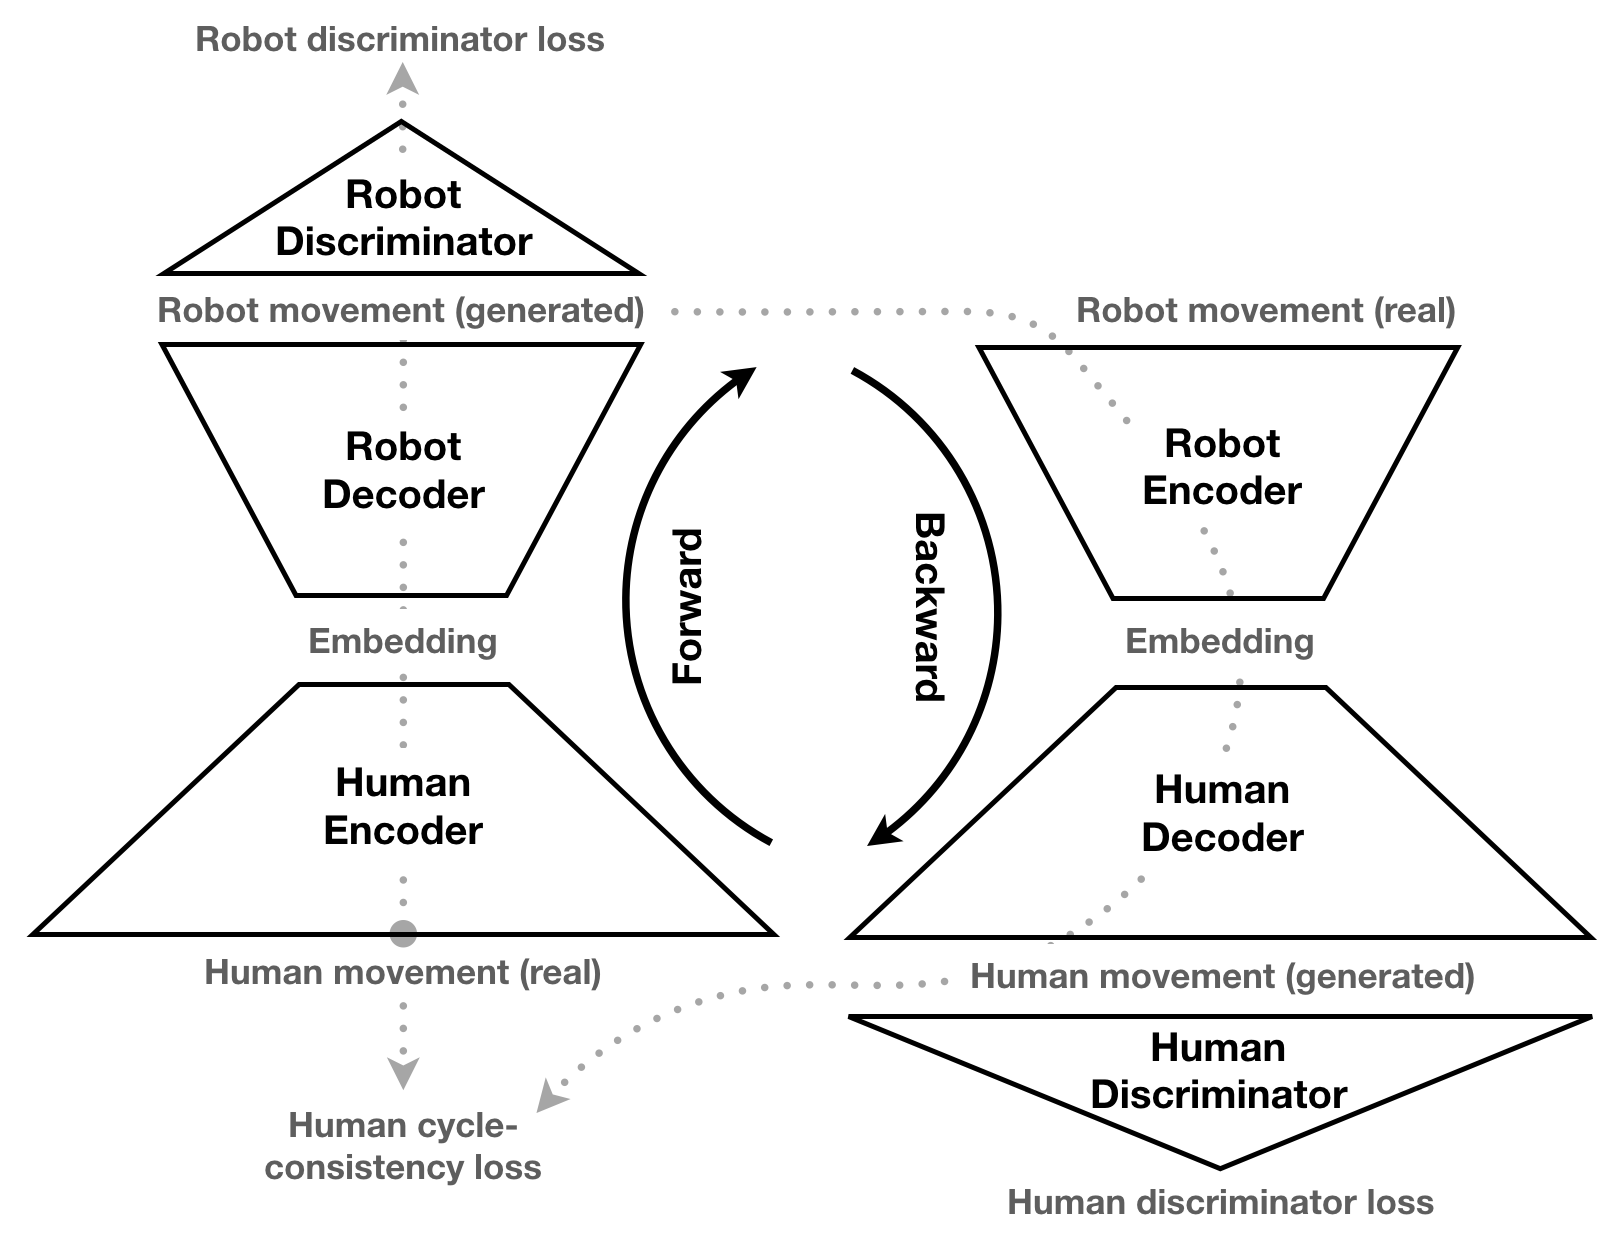 Robot discriminator loss
Robot
Discriminator
Robot movement (generated)
Robot movement (real)
Robot
Decoder
Robot
Encoder
Forward
Backward
Embedding
Embedding
Human
Encoder
Human
Decoder
Human movement (real)
Human movement (generated)
Human
Discriminator
Human cycle-
consistency loss
Human discriminator loss